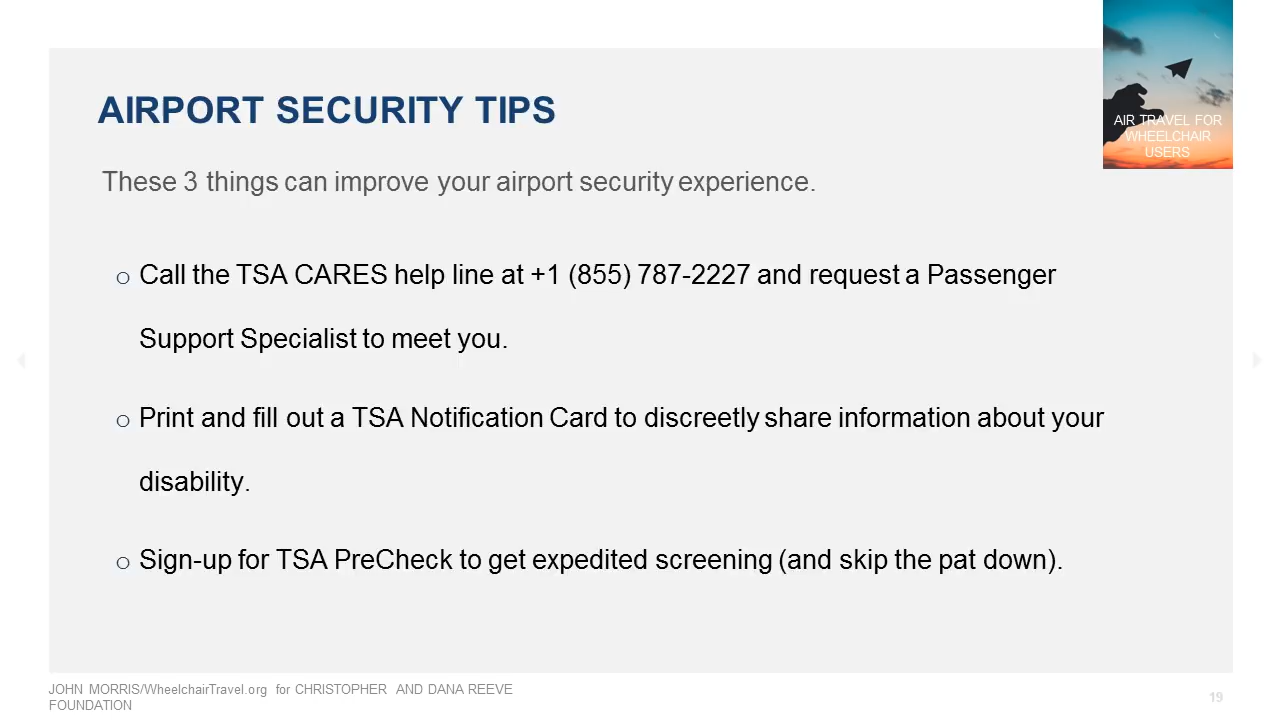 AIR TRAVEL FOR
WHEELCHAIR
USERS
AIRPORT SECURITY TIPS
These 3 things can improve your airport security experience.
o Call the TSA CARES help line at +1 (855) 787-2227 and request a Passenger
Support Specialist to meet you.
o Print and fill out a TSA Notification Card to discreetly share information about your
disability.
o Sign-up for TSA PreCheck to get expedited screening (and skip the pat down).
JOHN MORRIS/WheelchairTravel.org for CHRISTOPHER AND DANA REEVE
FOUNDATION
19